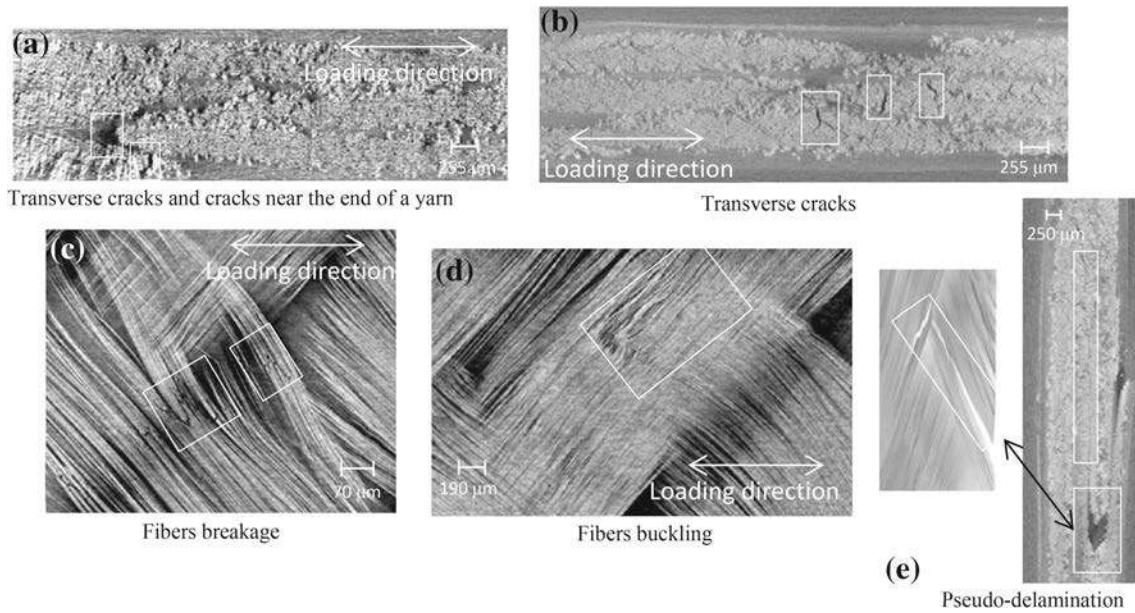 (a)
Loading direction
255 µm
Transverse cracks and cracks near the end of a yarn
(b)
Loading direction
255 µm
Transverse cracks
(c)
Loading direction
70 µm
Fibers breakage
(d)
190 µm
Loading direction
Fibers buckling
250 µm
(e)
Pseudo-delamination